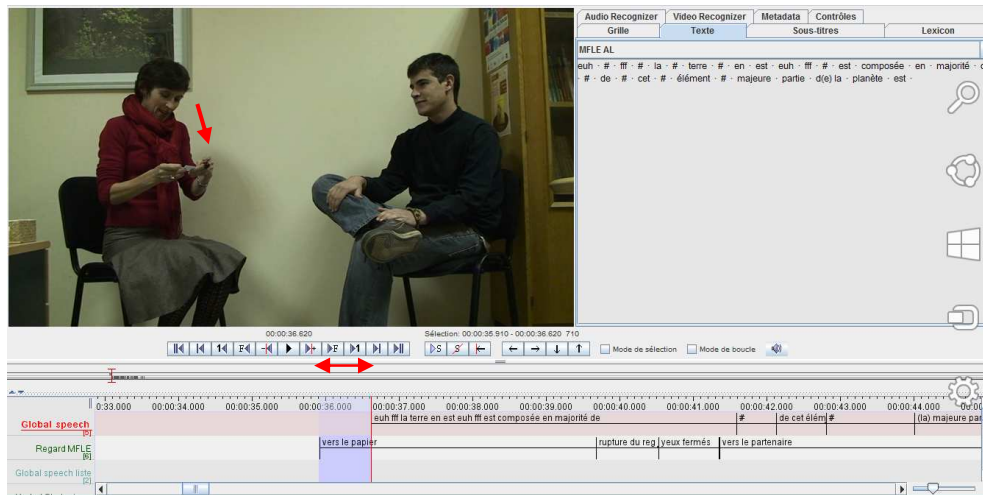 Audio Recognizer Video Recognizer Metadata Contrôles
Grille Texte Sous-titres Lexicon
MFLE AL
euh · # · fff · # · la · # · terre · # · en · est · euh · fff · # · est · composée · en · majorité ·
· # · de · # · cet · # · élément · # · majeure · partie · d(e) la · planète · est ·
00:00:36.620 Sélection: 00:00:35.910 - 00:00:36.620 710
1 F F 1 S S Mode de sélection Mode de boucle
0:33.000 00:00:34.000 00:00:35.000 00:00:36.000 00:00:37.000 00:00:38.000 00:00:39.000 00:00:40.000 00:00:41.000 00:00:42.000 00:00:43.000 00:00:44.000
Global speech euh fff la terre en est euh fff est composée en majorité de # de cet élém # (la) majeure par
[5]
Regard MFLE vers le papier rupture du reg yeux fermés vers le partenaire
[6]
Global speech liste
[2]